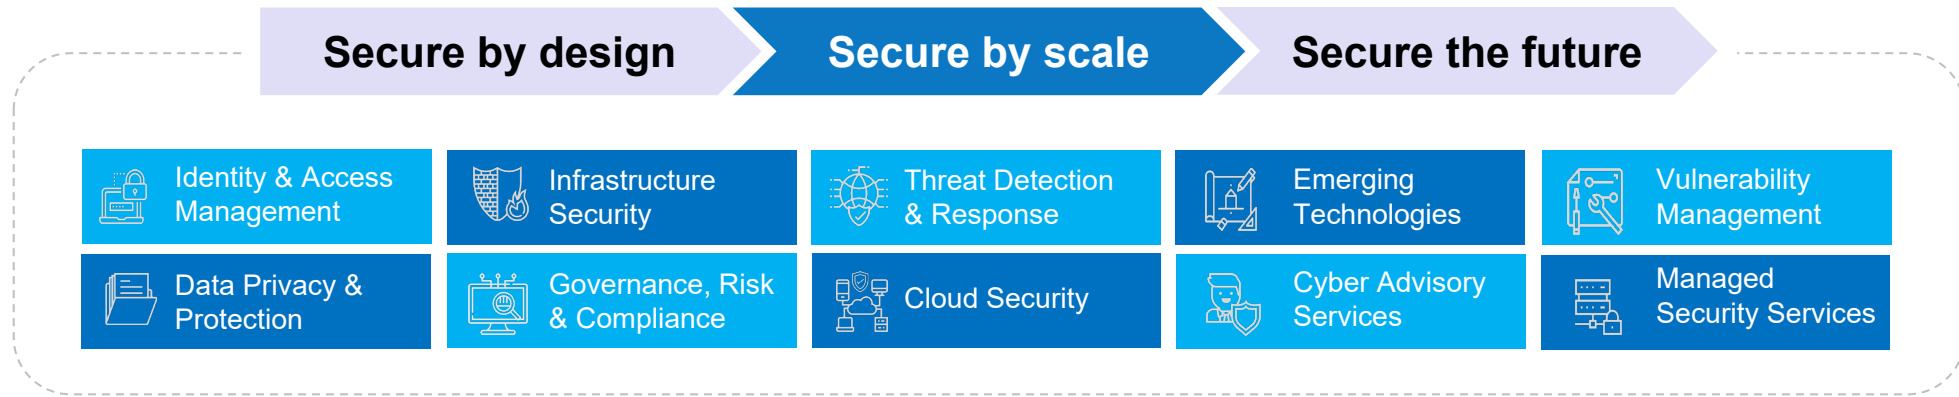 Secure by design
Secure by scale
Secure the future
Identity & Access
Management
Infrastructure
Security
Threat Detection
& Response
Emerging
Technologies
Vulnerability
Management
Data Privacy &
Protection
Governance, Risk
& Compliance
Cloud Security
Cyber Advisory
Services
Managed
Security Services